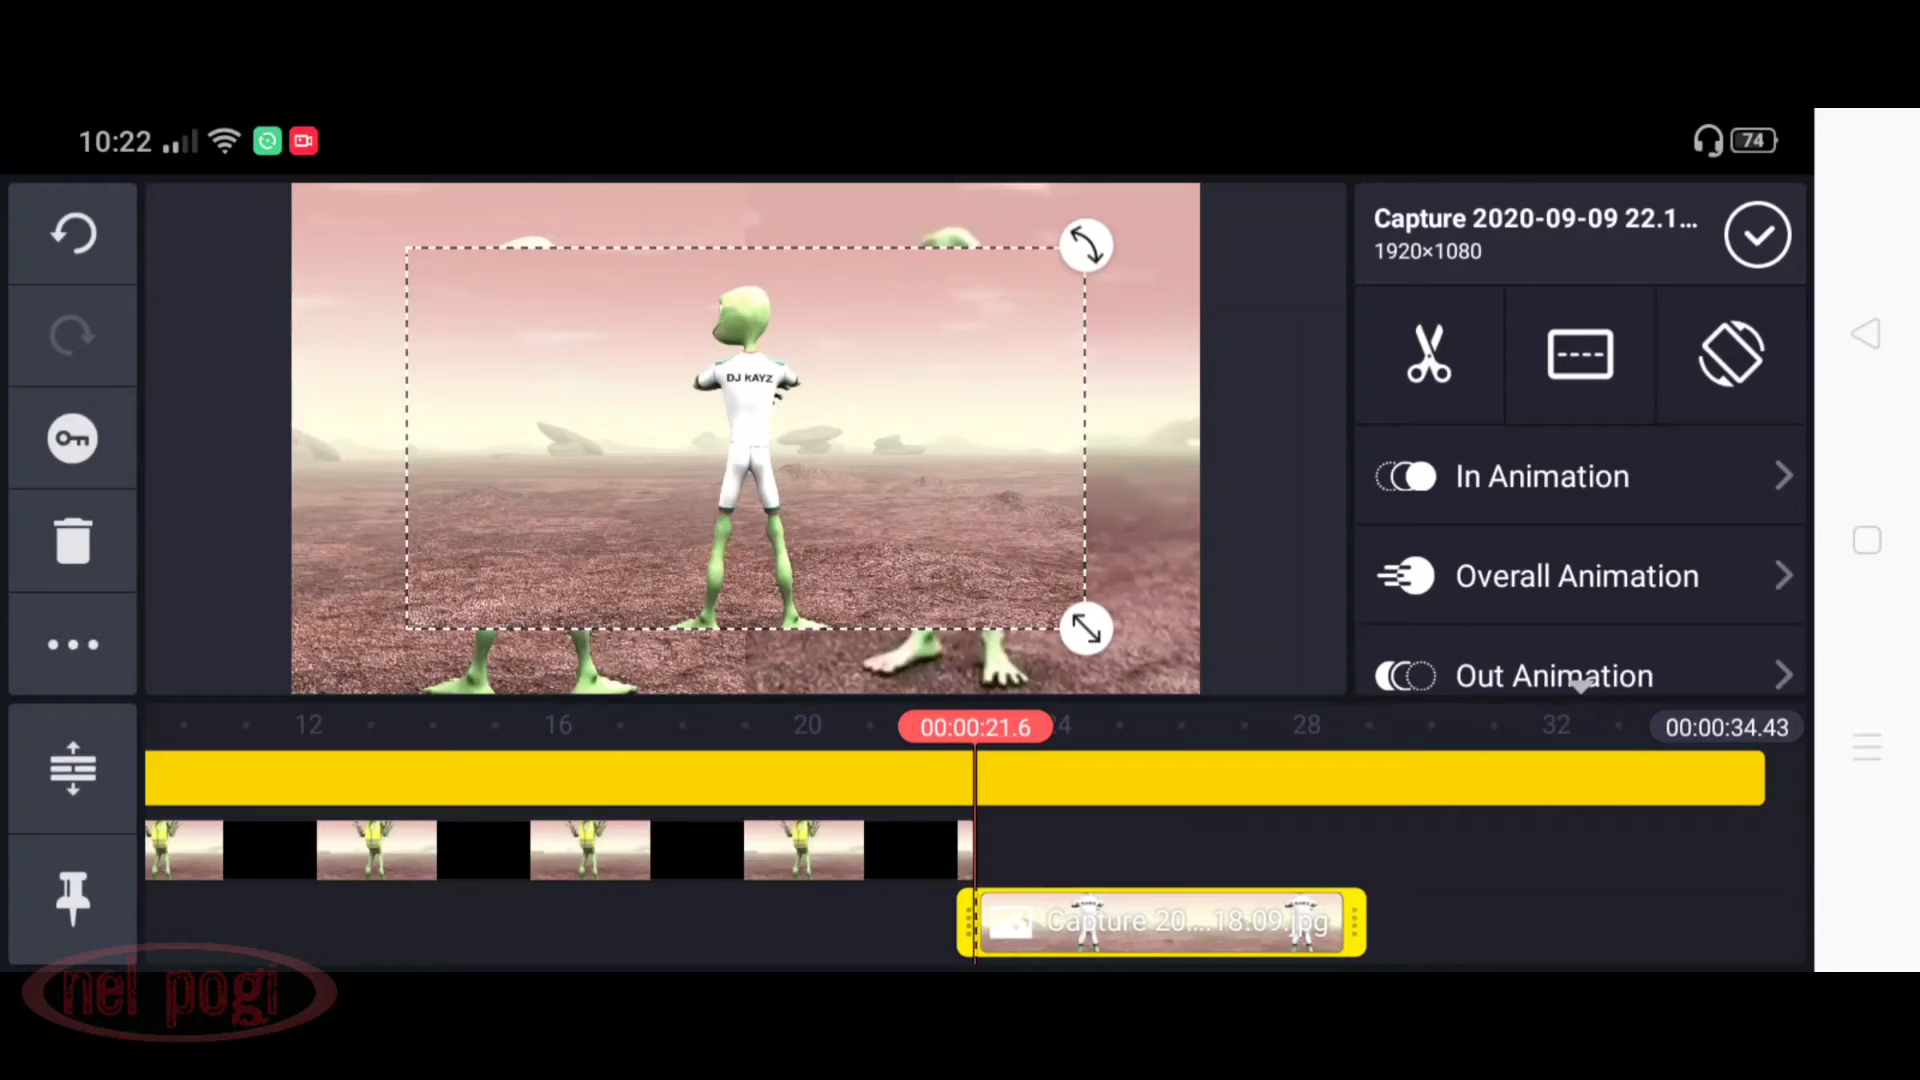 10:22
74
Capture 2020-09-09 22.1...
1920×1080
DJ KAYZ
In Animation
Overall Animation
Out Animation
12
16
20
00:00:21.6
24
28
32
00:00:34.43
Capture 20....18.09.jpg
nel pogi